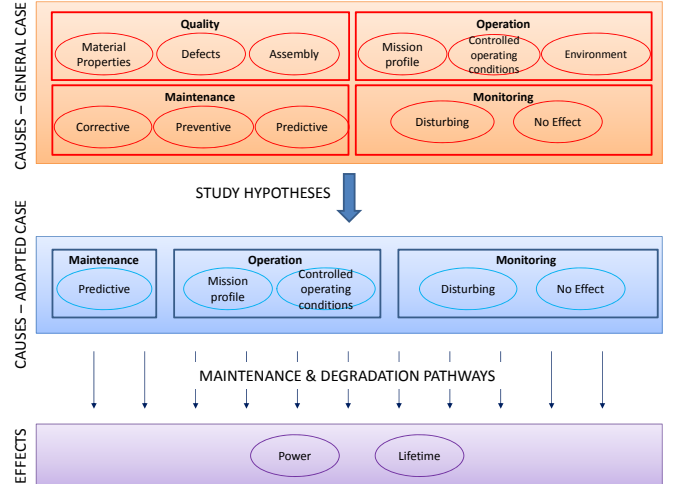 CAUSES – GENERAL CASE
Quality
Material
Properties
Defects
Assembly
Operation
Mission
profile
Controlled
operating
conditions
Environment
Maintenance
Corrective
Preventive
Predictive
Monitoring
Disturbing
No Effect
STUDY HYPOTHESES
CAUSES – ADAPTED CASE
Maintenance
Predictive
Operation
Mission
profile
Controlled
operating
conditions
Monitoring
Disturbing
No Effect
MAINTENANCE & DEGRADATION PATHWAYS
EFFECTS
Power
Lifetime